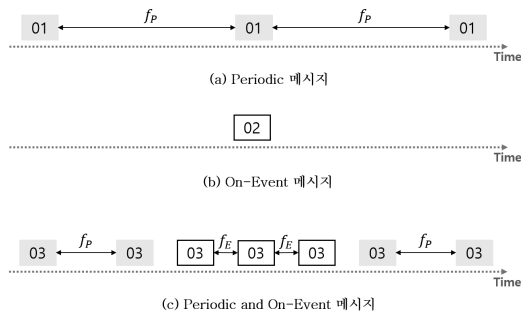 f_P f_P
01 01 01
Time
(a) Periodic 메시지
02
Time
(b) On-Event 메시지
f_P f_E f_E f_P
03 03 03 03 03 03 03
Time
(c) Periodic and On-Event 메시지